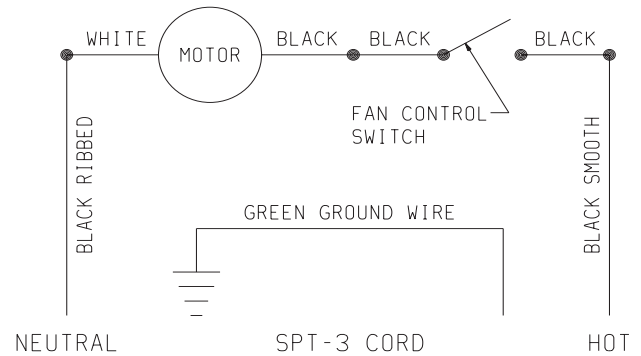 WHITE
MOTOR
BLACK
BLACK
BLACK
FAN CONTROL
SWITCH
BLACK RIBBED
BLACK SMOOTH
GREEN GROUND WIRE
NEUTRAL
SPT-3 CORD
HOT